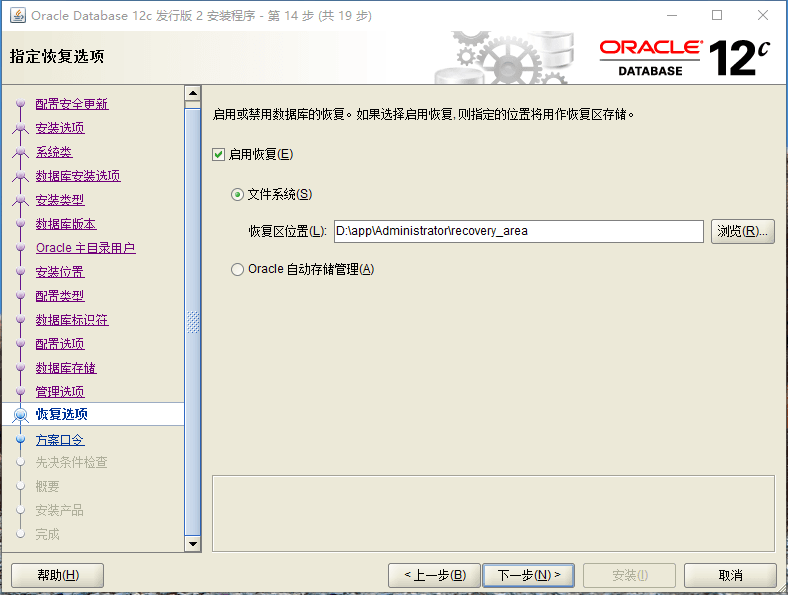 Oracle Database 12c 发行版 2 安装程序 - 第 14 步 (共 19 步)
指定恢复选项
ORACLE®
DATABASE
12c
配置安全更新
安装选项
系统类
数据库安装选项
安装类型
数据库版本
Oracle 主目录用户
安装位置
配置类型
数据库标识符
配置选项
数据库存储
管理选项
恢复选项
方案口令
先决条件检查
概要
安装产品
完成
启用或禁用数据库的恢复。如果选择启用恢复,则指定的位置将用作恢复区存储。
启用恢复(E)
文件系统(S)
恢复区位置(L): D:\app\Administrator\recovery_area 浏览(R)...
Oracle 自动存储管理(A)
帮助(H) < 上一步(B) 下一步(N) > 安装(I) 取消